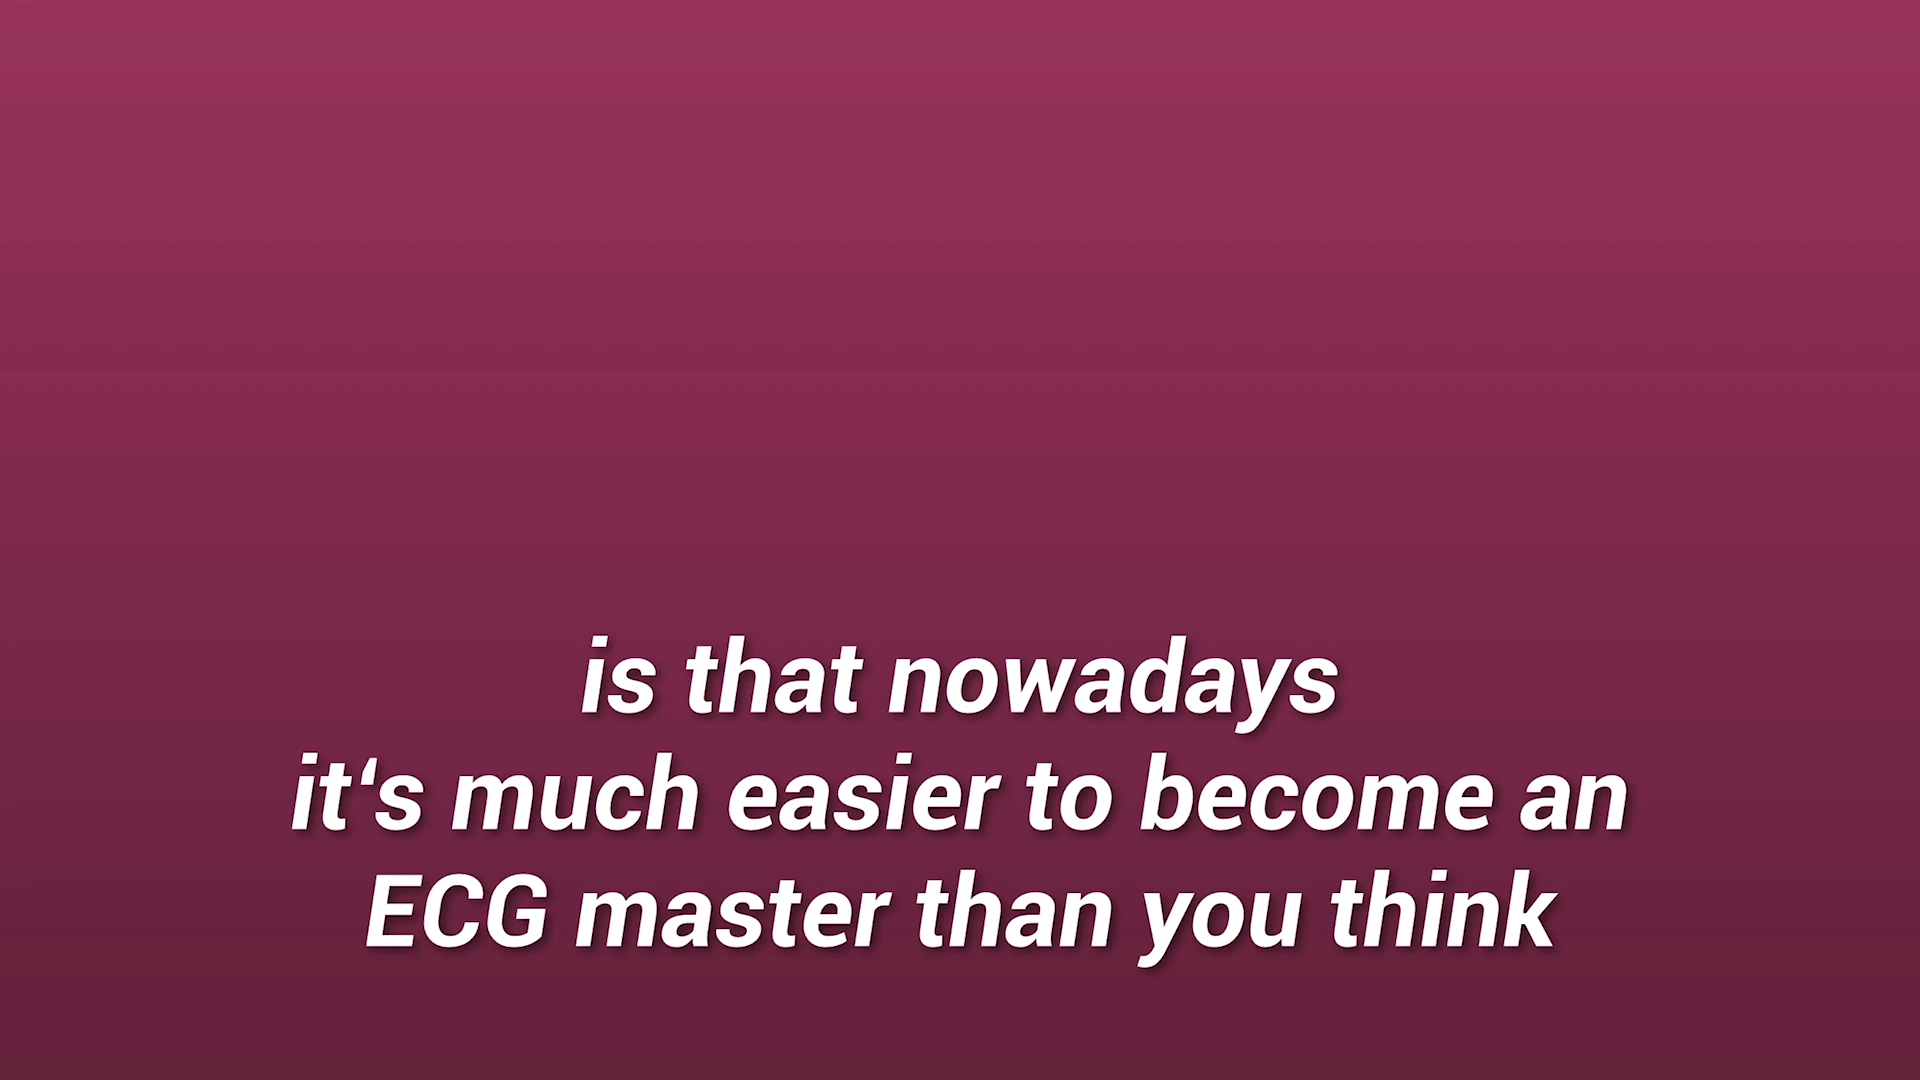 is that nowadays
it‘s much easier to become an
ECG master than you think